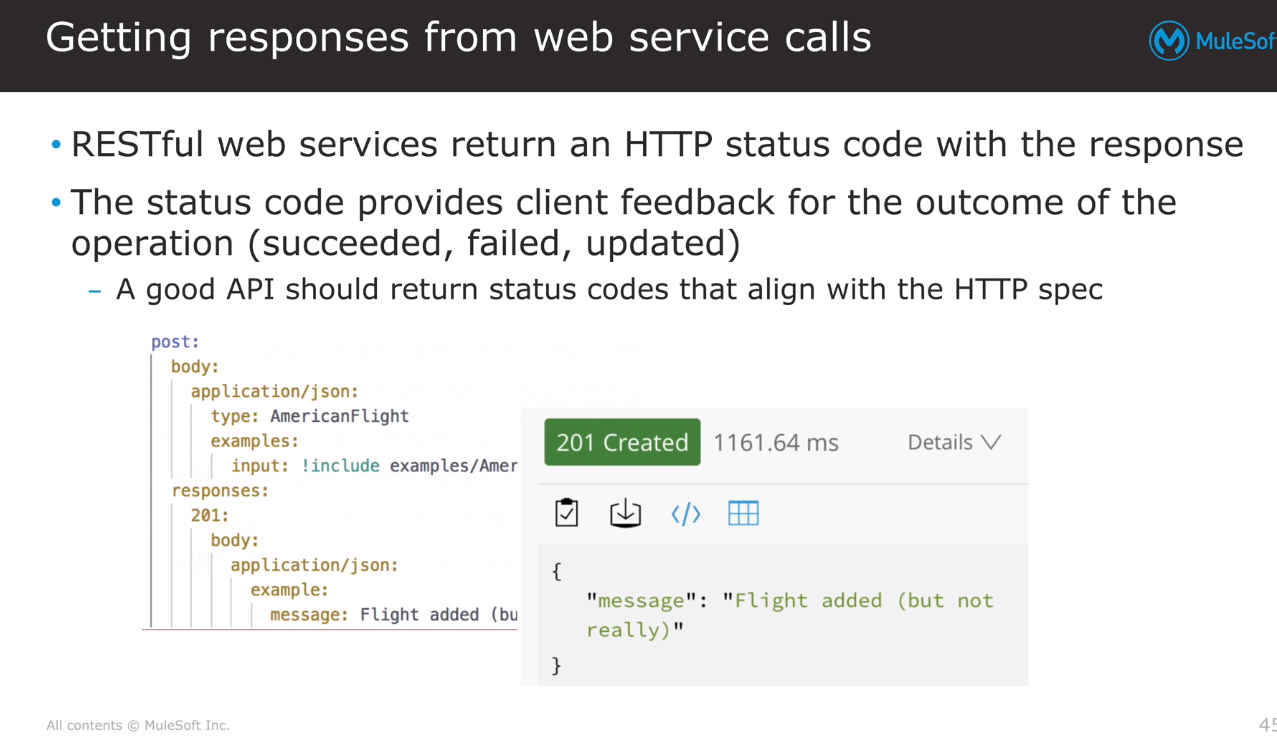 Getting responses from web service calls
MuleSoft
• RESTful web services return an HTTP status code with the response
• The status code provides client feedback for the outcome of the
operation (succeeded, failed, updated)
– A good API should return status codes that align with the HTTP spec
post:
body:
application/json:
type: AmericanFlight
examples:
input: !include examples/Amer
responses:
201:
body:
application/json:
example:
message: Flight added (bu
201 Created 1161.64 ms Details
</>
{
"message": "Flight added (but not
really)"
}
All contents © MuleSoft Inc.
45